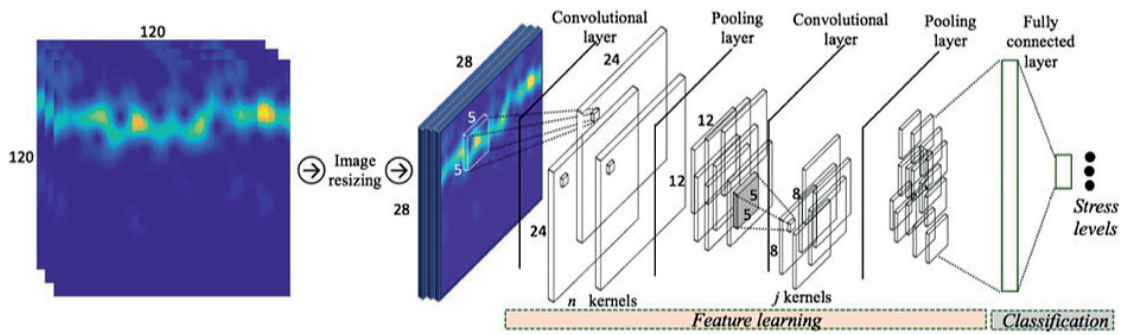 120
120
Image
resizing
28
28
5
5
Convolutional
layer
24
24
n kernels
Pooling
layer
12
12
5
5
Convolutional
layer
8
8
j kernels
Pooling
layer
Fully
connected
layer
Stress
levels
Feature learning
Classification